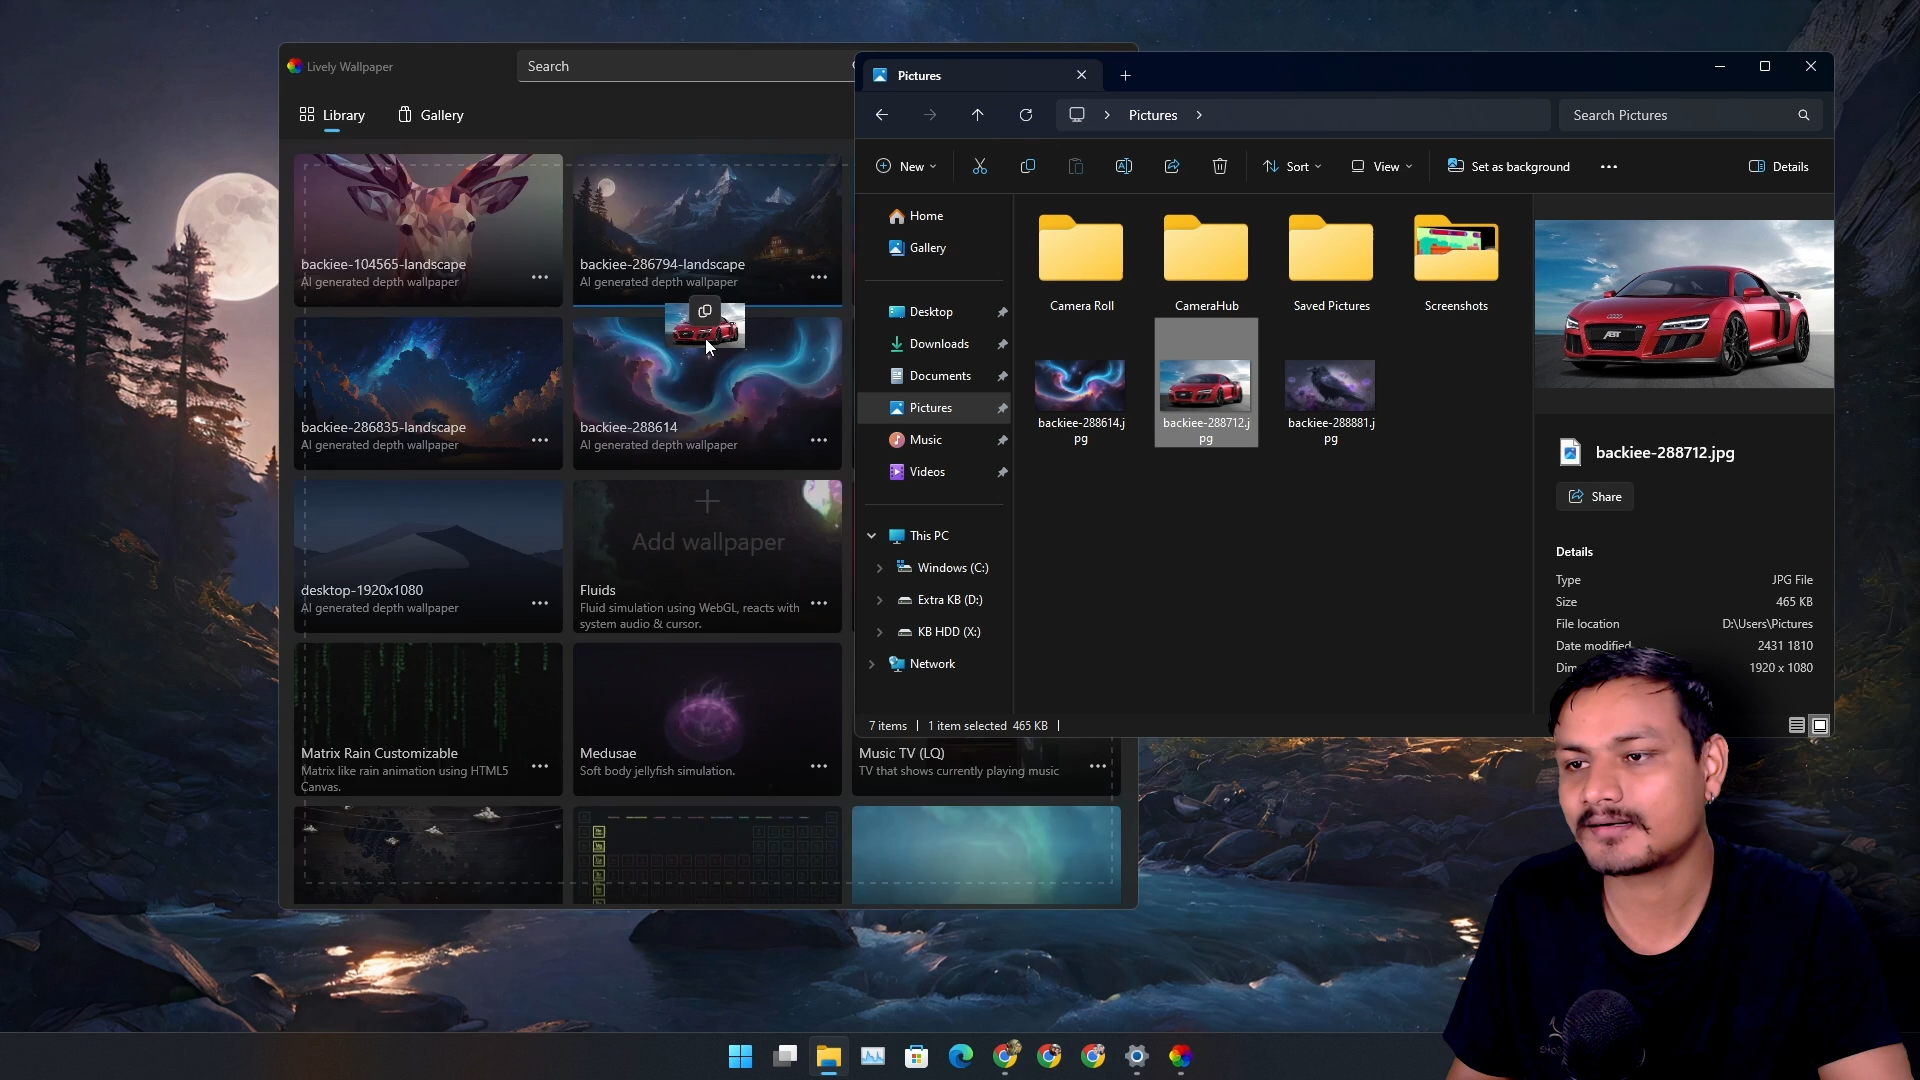 Lively Wallpaper
Search
Library
Gallery
backiee-104565-landscape
AI generated depth wallpaper
backiee-286794-landscape
AI generated depth wallpaper
backiee-286835-landscape
AI generated depth wallpaper
backiee-288614
AI generated depth wallpaper
desktop-1920x1080
AI generated depth wallpaper
Add wallpaper
Fluids
Fluid simulation using WebGL, reacts with
system audio & cursor.
Matrix Rain Customizable
Matrix like rain animation using HTML5
Canvas.
Medusae
Soft body jellyfish simulation.
Music TV (LQ)
TV that shows currently playing music
Pictures
Pictures
Search Pictures
New
Sort
View
Set as background
Details
Home
Gallery
Desktop
Downloads
Documents
Pictures
Music
Videos
This PC
Windows (C:)
Extra KB (D:)
KB HDD (X:)
Network
Camera Roll
CameraHub
Saved Pictures
Screenshots
backiee-288614.j
pg
backiee-288712.j
pg
backiee-288881.j
pg
ABT
backiee-288712.jpg
Share
Details
Type JPG File
Size 465 KB
File location D:\Users\Pictures
Date modified 2431 1810
1920 x 1080
7 items
1 item selected 465 KB